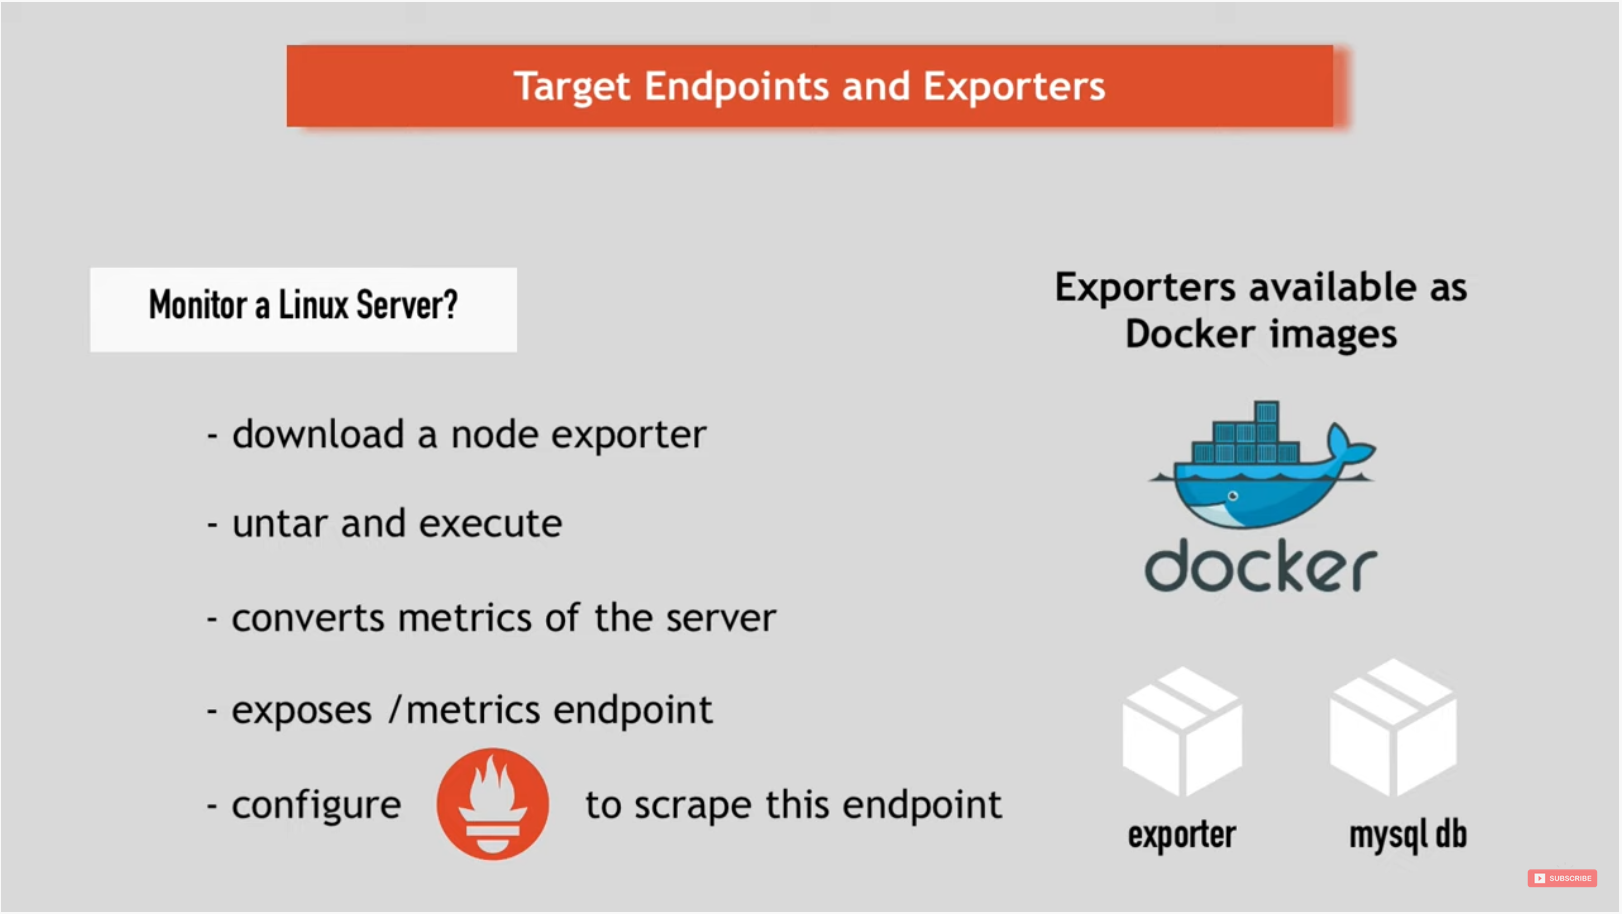 Target Endpoints and Exporters
Monitor a Linux Server?
- download a node exporter
- untar and execute
- converts metrics of the server
- exposes /metrics endpoint
- configure to scrape this endpoint
Exporters available as
Docker images
docker
exporter
mysql db
SUBSCRIBE